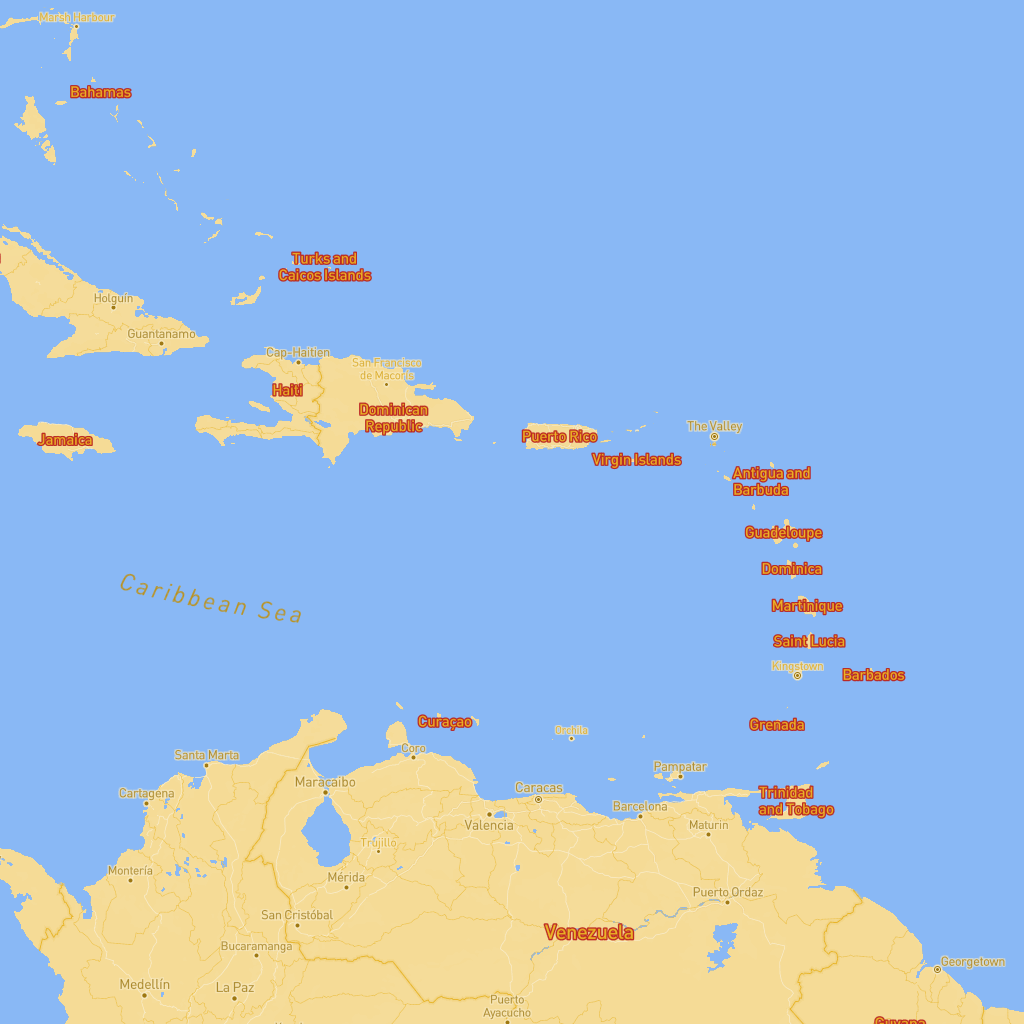 Marsh Harbour
Bahamas
Turks and
Caicos Islands
Holguin
Guantanamo
Cap-Haitien
San Francisco
de Macorís
Haiti
Dominican
Republic
Jamaica
Puerto Rico
The Valley
Virgin Islands
Antigua and
Barbuda
Guadeloupe
Dominica
Caribbean Sea
Martinique
Saint Lucia
Kingstown
Barbados
Curaçao
Grenada
Orchila
Coro
Santa Marta
Pampatar
Maracaibo
Caracas
Cartagena
Trinidad
and Tobago
Barcelona
Valencia
Maturin
Trujillo
Montería
Mérida
Puerto Ordaz
San Cristóbal
Venezuela
Bucaramanga
Georgetown
Medellín
La Paz
Puerto
Ayacucho
Guyana